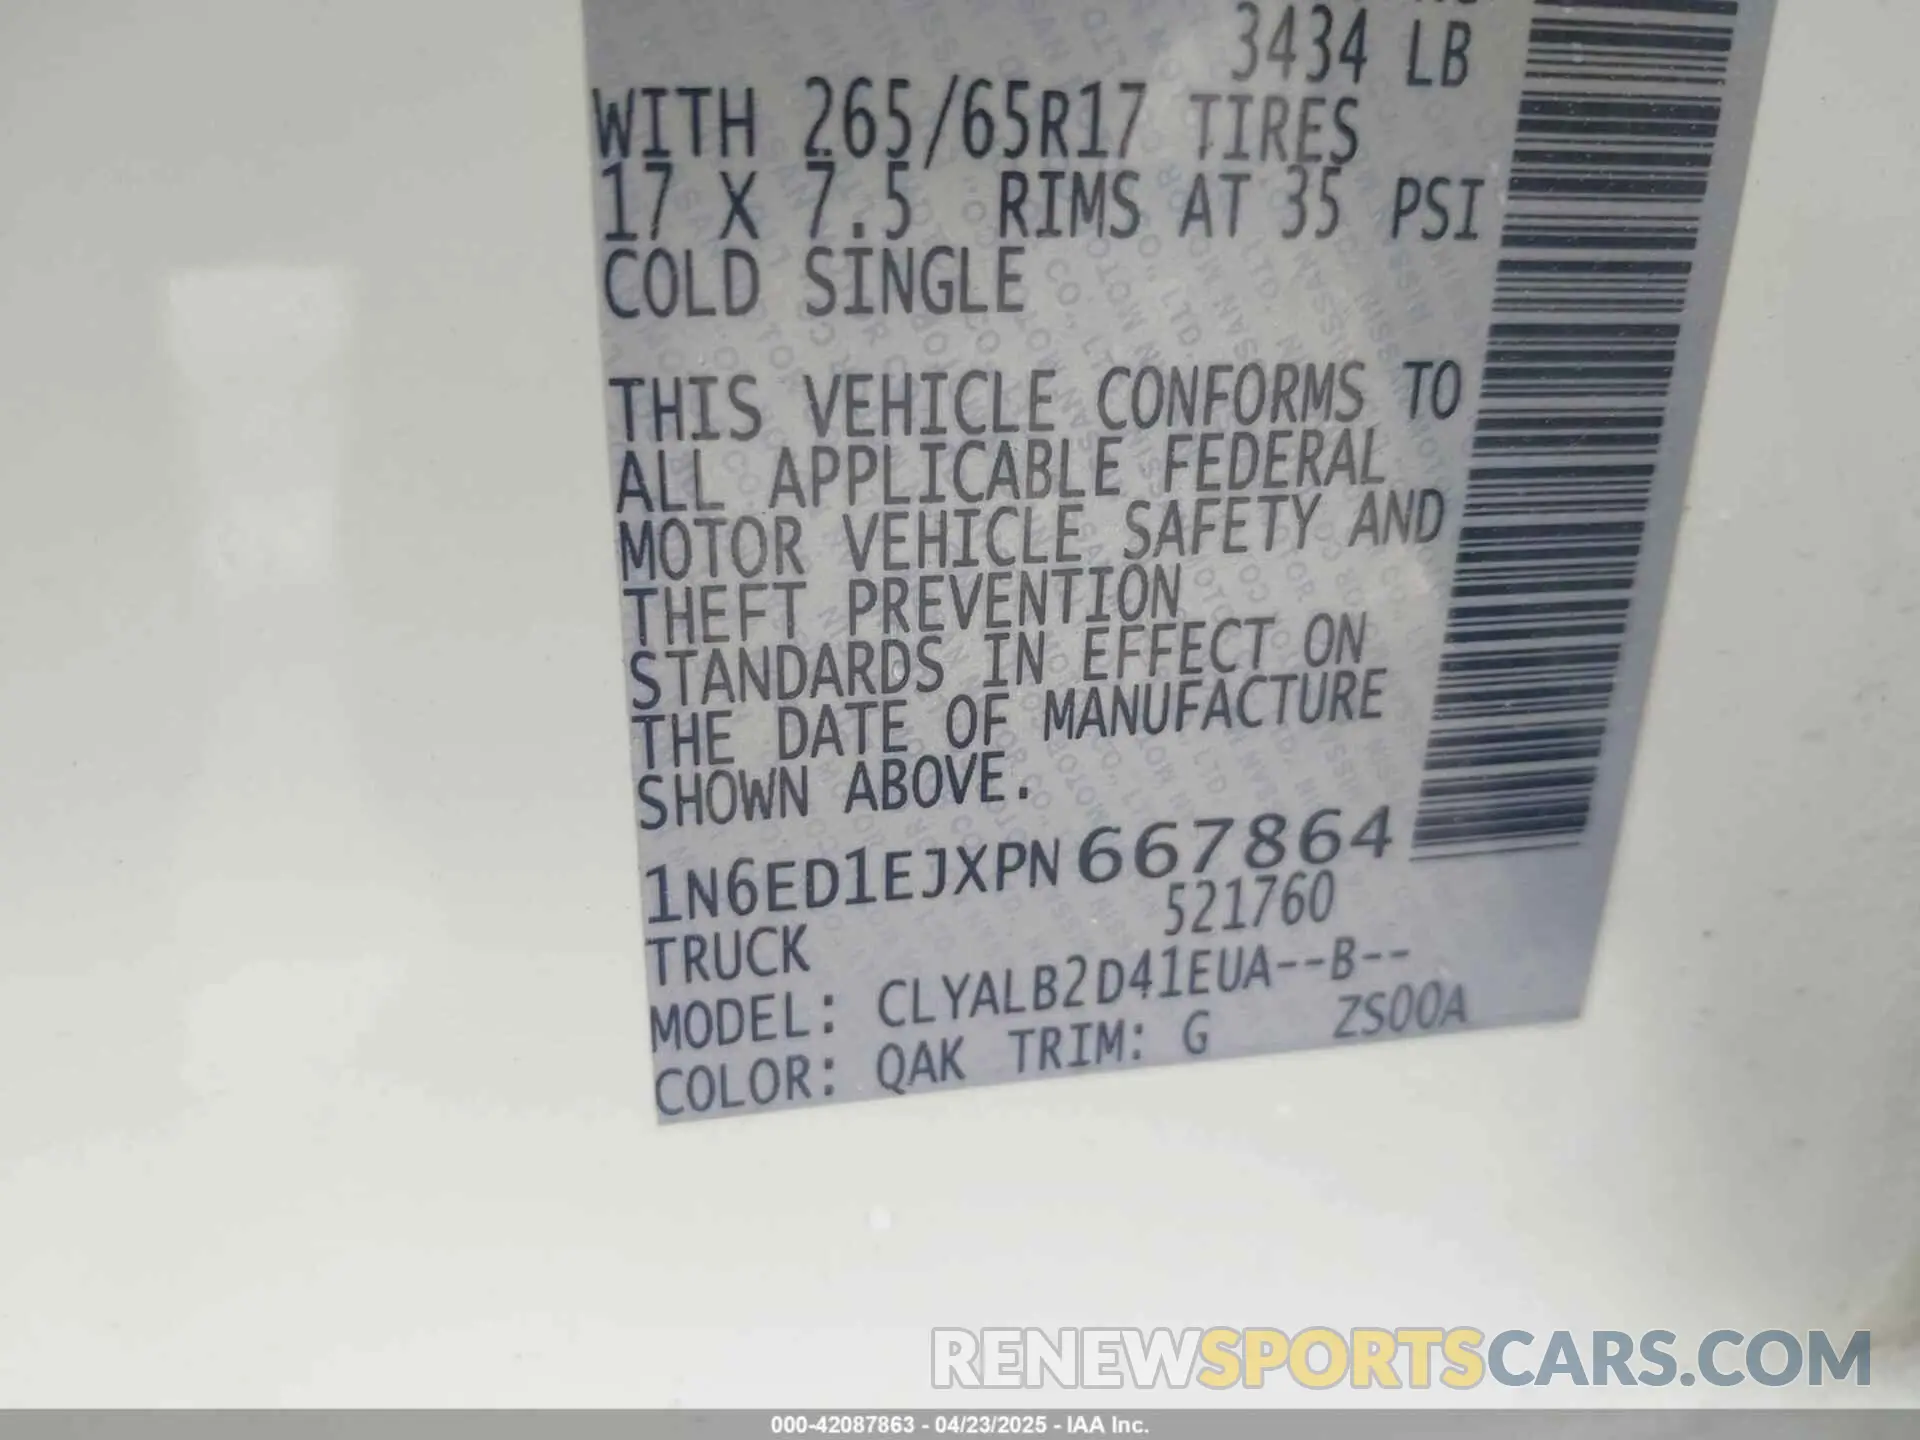 3434 LB
WITH 265/65R17 TIRES
17 X 7.5 RIMS AT 35 PSI
COLD SINGLE
THIS VEHICLE CONFORMS TO
ALL APPLICABLE FEDERAL
MOTOR VEHICLE SAFETY AND
THEFT PREVENTION
STANDARDS IN EFFECT ON
THE DATE OF MANUFACTURE
SHOWN ABOVE.
1N6ED1EJXPN667864
521760
TRUCK
MODEL: CLYALB2D41EUA--B--
COLOR: QAK TRIM: G ZS00A
RENEWSPORTSCARS.COM
000-42087863 - 04/23/2025 - IAA Inc.